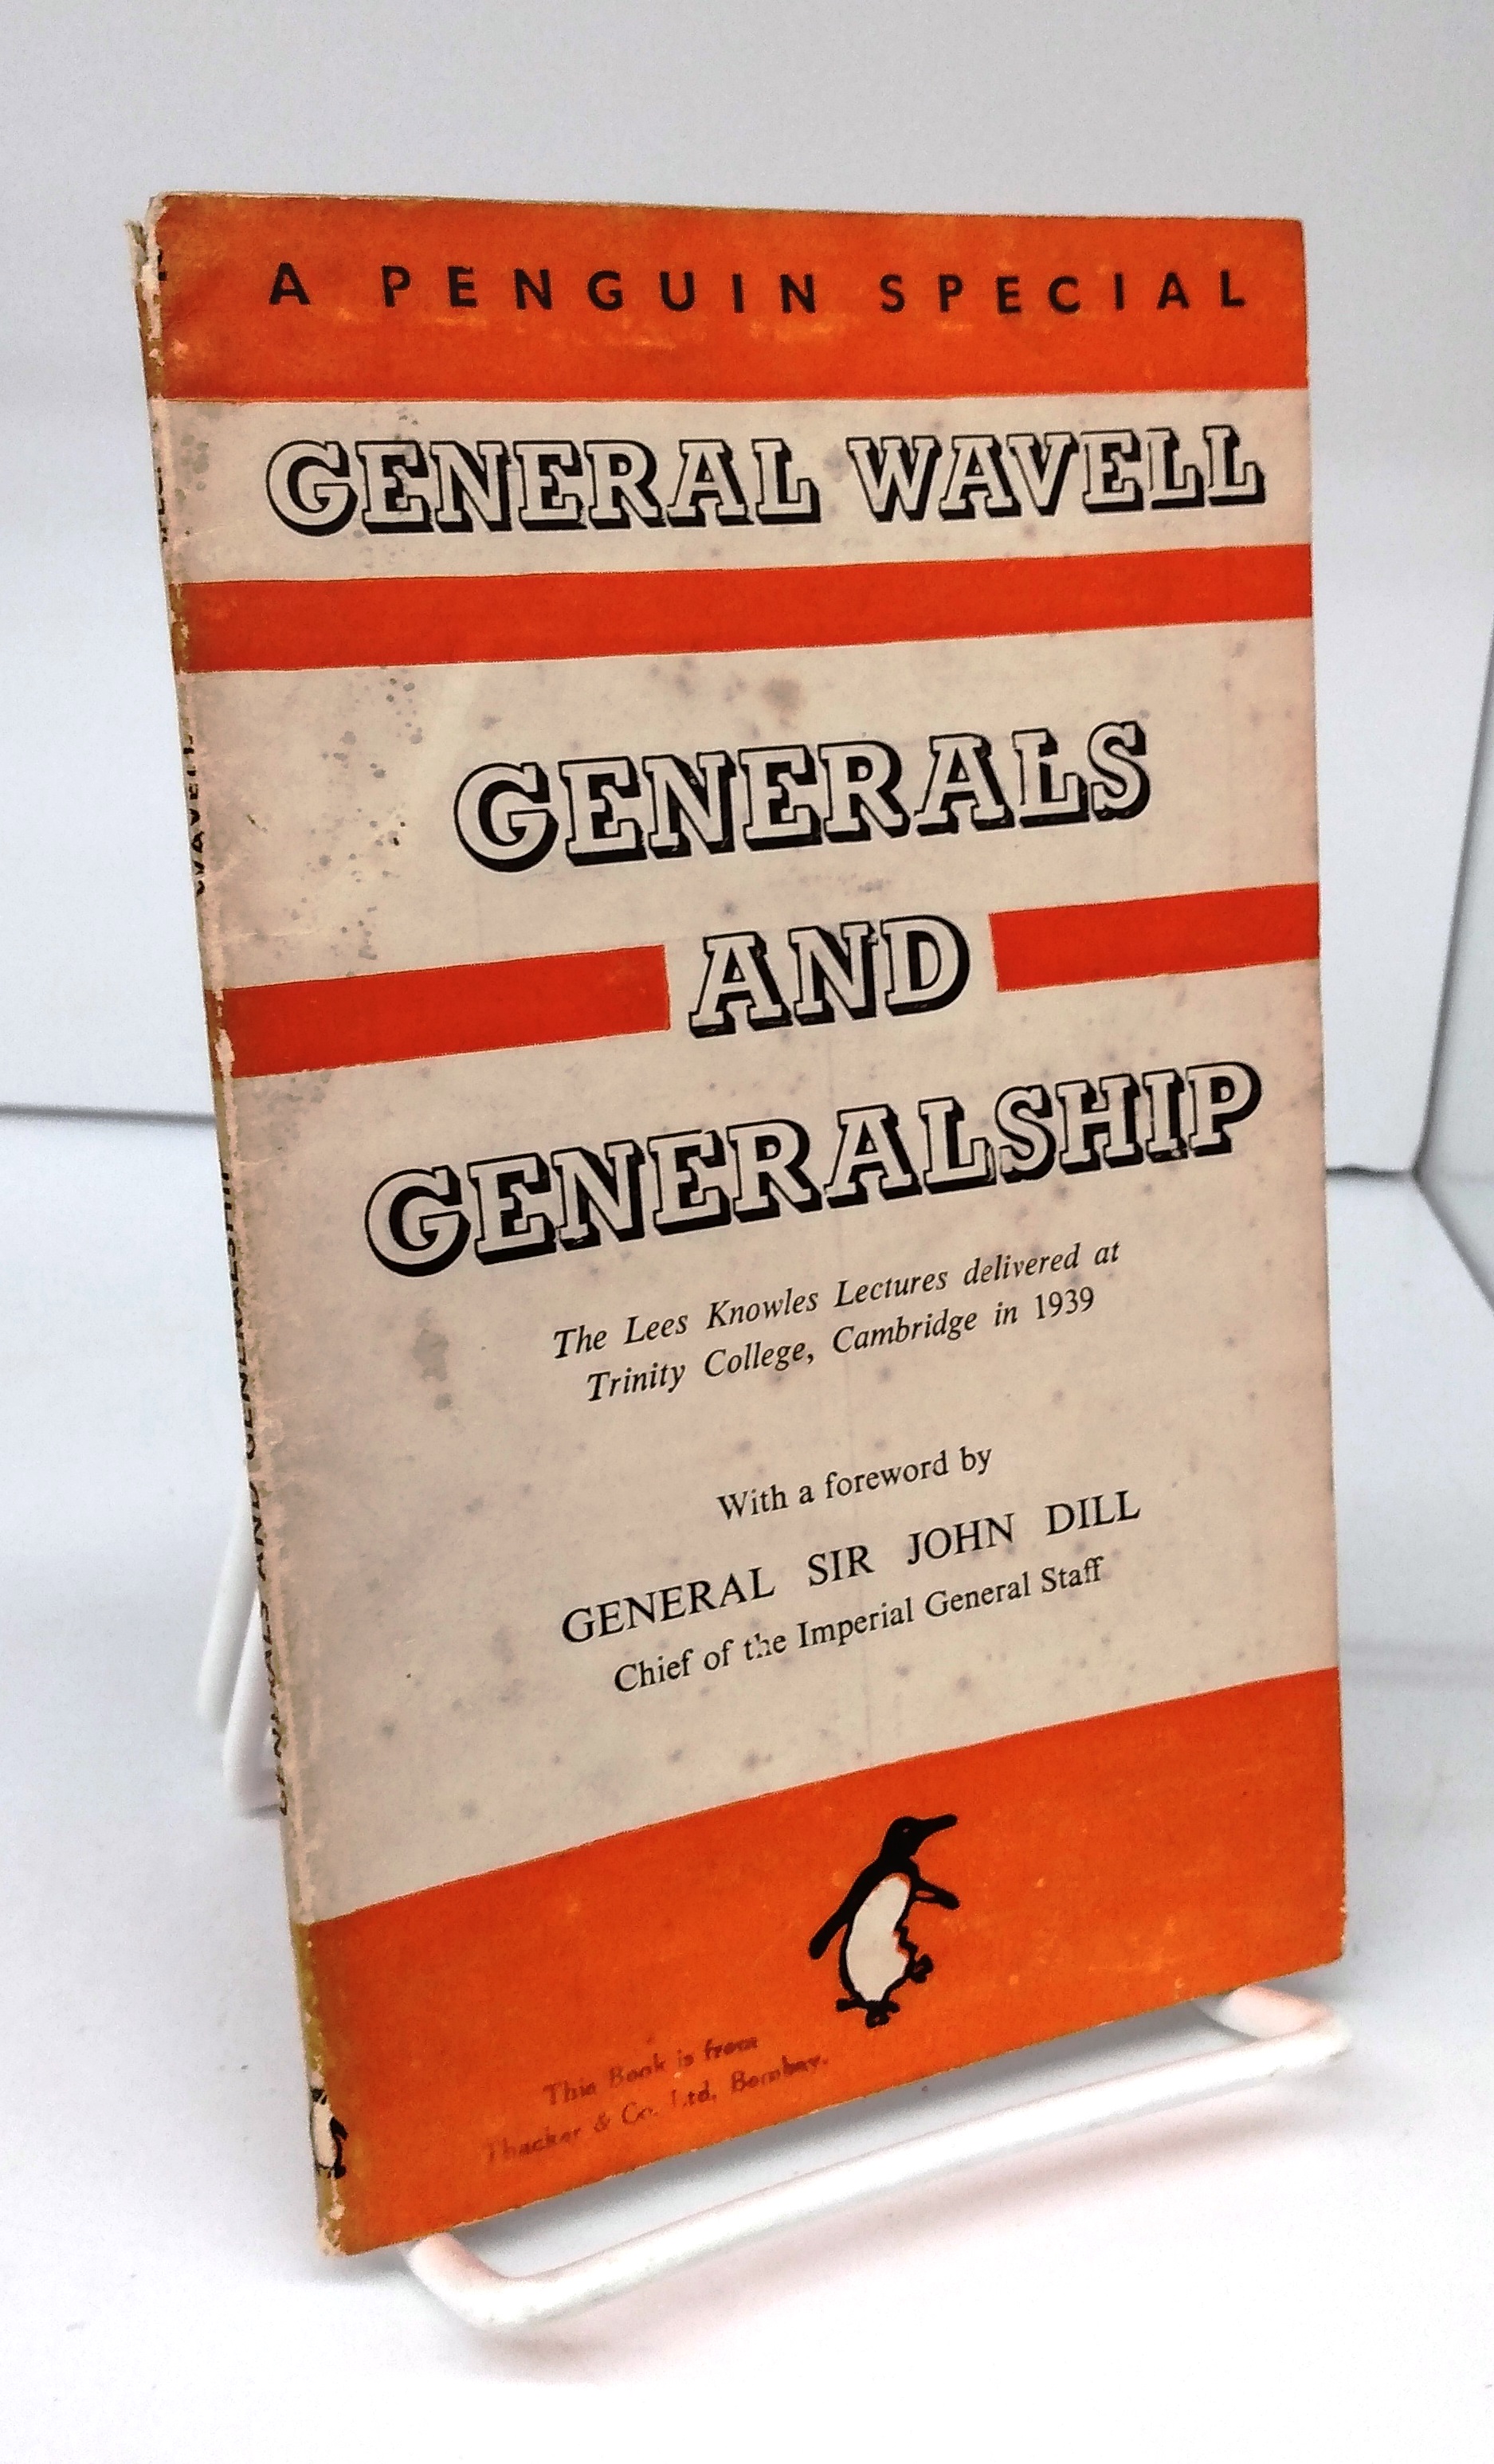 A PENGUIN SPECIAL
GENERAL WAVELL
GENERALS
AND
GENERALSHIP
The Lees Knowles Lectures delivered at
Trinity College, Cambridge in 1939
With a foreword by
GENERAL SIR JOHN DILL
Chief of the Imperial General Staff
This Book is from
Thacker & Co. Ltd. Bombay.
WAVELL
GENERALS AND GENERALSHIP